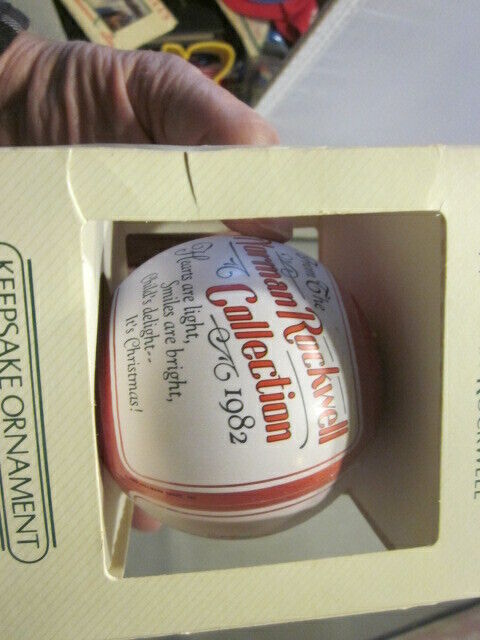 KEEPSAKE ORNAMENT
From The
Norman Rockwell
Collection
1982
Hearts are light,
Smiles are bright,
Child's delight--
It's Christmas!
ROCKWELL